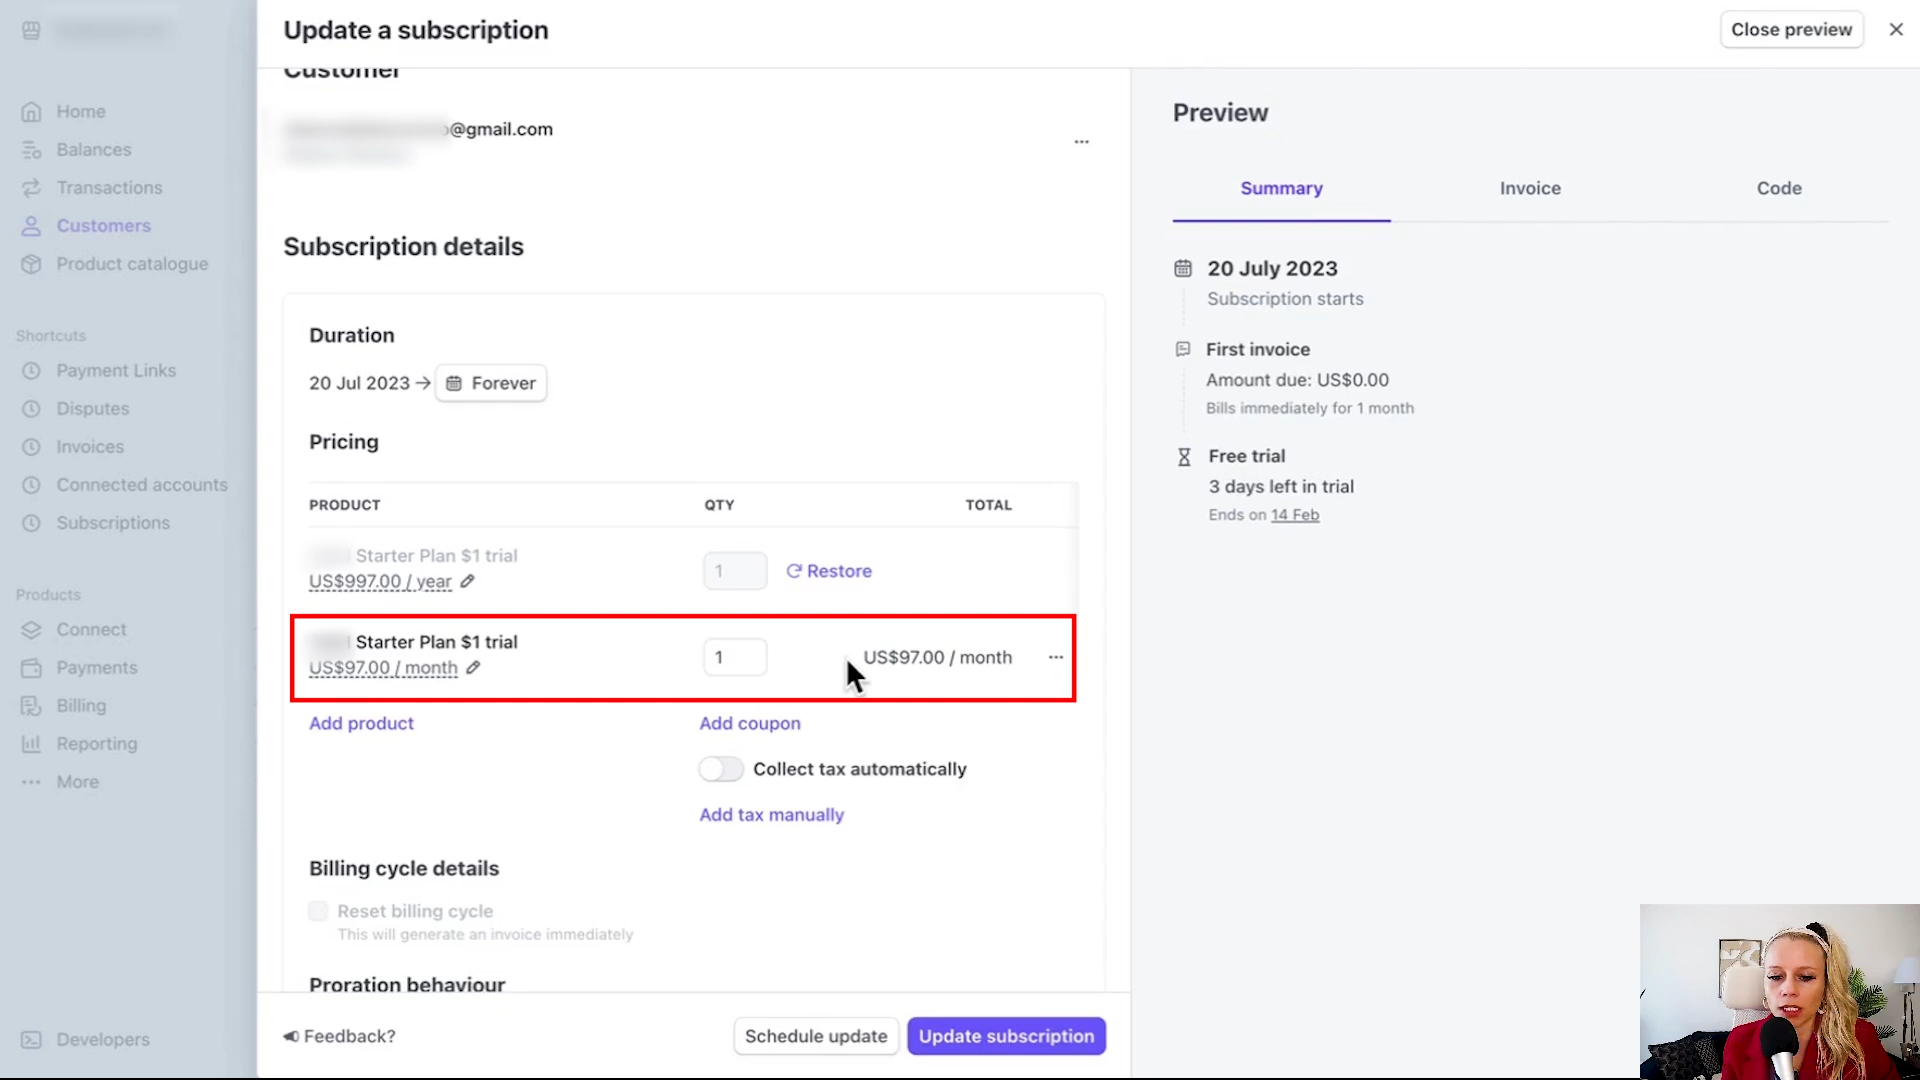 Update a subscription
Close preview
Home
Balances
Transactions
Customers
Product catalogue
Shortcuts
Payment Links
Disputes
Invoices
Connected accounts
Subscriptions
Products
Connect
Payments
Billing
Reporting
More
Developers
Customer
@gmail.com
Subscription details
Duration
20 Jul 2023 → Forever
Pricing
PRODUCT QTY TOTAL
Starter Plan $1 trial
US$997.00 / year
1
Restore
Starter Plan $1 trial
US$97.00 / month
1
US$97.00 / month
Add product
Add coupon
Collect tax automatically
Add tax manually
Billing cycle details
Reset billing cycle
This will generate an invoice immediately
Proration behaviour
Feedback?
Schedule update
Update subscription
Preview
Summary
Invoice
Code
20 July 2023
Subscription starts
First invoice
Amount due: US$0.00
Bills immediately for 1 month
Free trial
3 days left in trial
Ends on 14 Feb